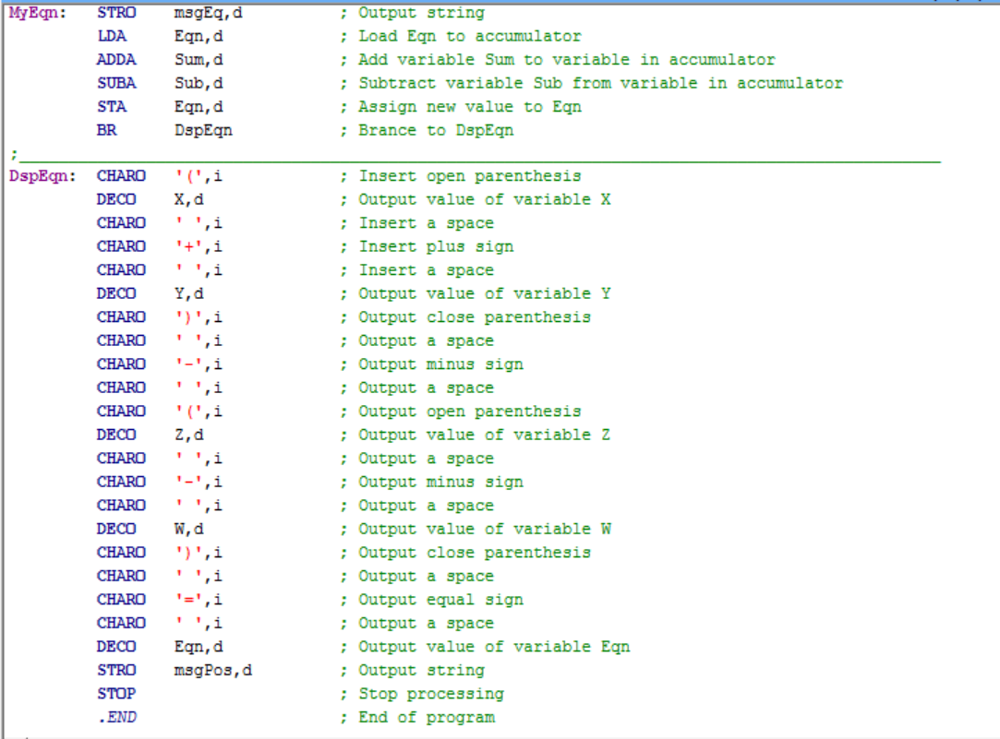 MyEqn: STRO msgEq,d ; Output string
LDA Eqn,d ; Load Eqn to accumulator
ADDA Sum,d ; Add variable Sum to variable in accumulator
SUBA Sub,d ; Subtract variable Sub from variable in accumulator
STA Eqn,d ; Assign new value to Eqn
BR DspEqn ; Brance to DspEqn
;______________________________________________________________
DspEqn: CHARO '(',i ; Insert open parenthesis
DECO X,d ; Output value of variable X
CHARO ' ',i ; Insert a space
CHARO '+',i ; Insert plus sign
CHARO ' ',i ; Insert a space
DECO Y,d ; Output value of variable Y
CHARO ')',i ; Output close parenthesis
CHARO ' ',i ; Output a space
CHARO '-',i ; Output minus sign
CHARO ' ',i ; Output a space
CHARO '(',i ; Output open parenthesis
DECO Z,d ; Output value of variable Z
CHARO ' ',i ; Output a space
CHARO '-',i ; Output minus sign
CHARO ' ',i ; Output a space
DECO W,d ; Output value of variable W
CHARO ')',i ; Output close parenthesis
CHARO ' ',i ; Output a space
CHARO '=',i ; Output equal sign
CHARO ' ',i ; Output a space
DECO Eqn,d ; Output value of variable Eqn
STRO msgPos,d ; Output string
STOP ; Stop processing
.END ; End of program